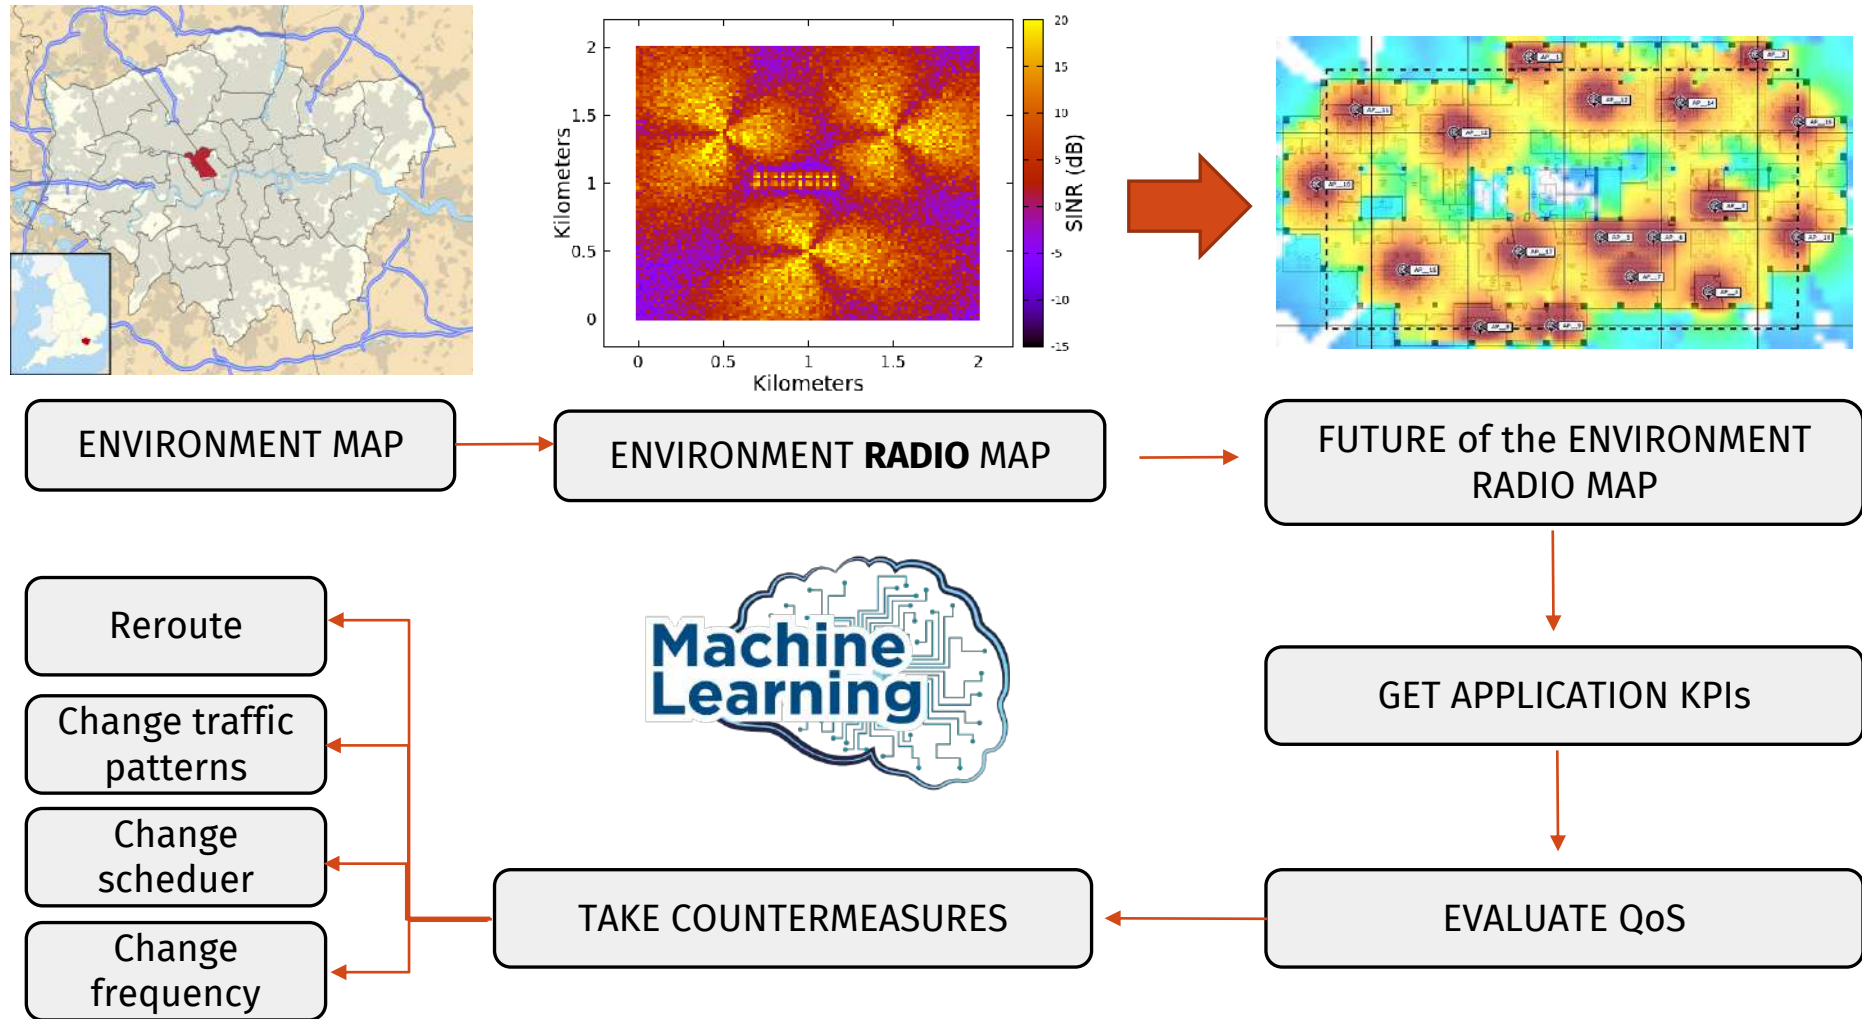 20
15
10
5
0
-5
-10
-15
SINR (dB)
2
1.5
1
0.5
0
Kilometers
0
0.5
1
1.5
2
Kilometers
ENVIRONMENT MAP
ENVIRONMENT RADIO MAP
FUTURE of the ENVIRONMENT
RADIO MAP
Reroute
Change traffic
patterns
Change
scheduer
Change
frequency
Machine
Learning
GET APPLICATION KPIs
TAKE COUNTERMEASURES
EVALUATE QoS